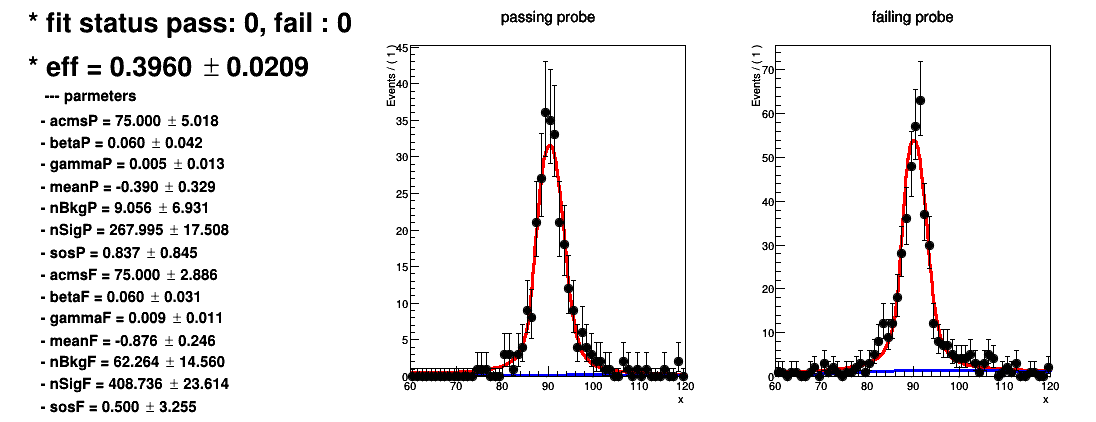 * fit status pass: 0, fail : 0
* eff = 0.3960 ± 0.0209
--- parmeters
- acmsP = 75.000 ± 5.018
- betaP = 0.060 ± 0.042
- gammaP = 0.005 ± 0.013
- meanP = -0.390 ± 0.329
- nBkgP = 9.056 ± 6.931
- nSigP = 267.995 ± 17.508
- sosP = 0.837 ± 0.845
- acmsF = 75.000 ± 2.886
- betaF = 0.060 ± 0.031
- gammaF = 0.009 ± 0.011
- meanF = -0.876 ± 0.246
- nBkgF = 62.264 ± 14.560
- nSigF = 408.736 ± 23.614
- sosF = 0.500 ± 3.255
passing probe
Events / ( 1 )
45
40
35
30
25
20
15
10
5
0
60 70 80 90 100 110 120
x
failing probe
Events / ( 1 )
70
60
50
40
30
20
10
0
60 70 80 90 100 110 120
x